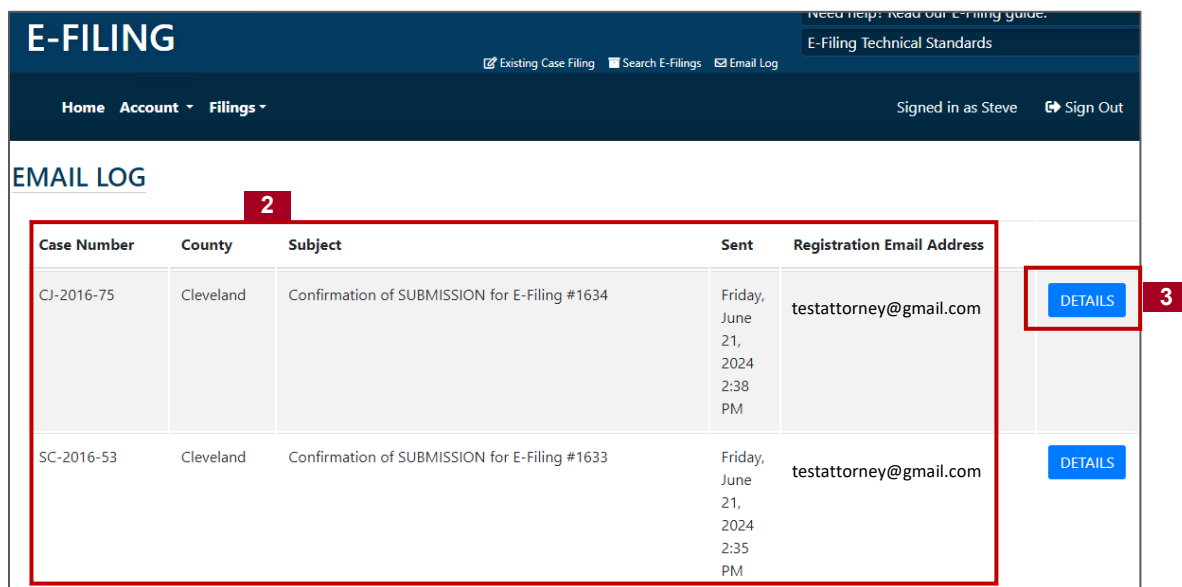 Need help? Read our E-Filing guide.
E-FILING
E-Filing Technical Standards
Existing Case Filing Search E-Filings Email Log
Home Account Filings Signed in as Steve Sign Out
EMAIL LOG
2
Case Number County Subject Sent Registration Email Address
CJ-2016-75 Cleveland Confirmation of SUBMISSION for E-Filing #1634 Friday,
June
21,
2024
2:38
PM
testattorney@gmail.com
DETAILS
3
SC-2016-53 Cleveland Confirmation of SUBMISSION for E-Filing #1633 Friday,
June
21,
2024
2:35
PM
testattorney@gmail.com
DETAILS